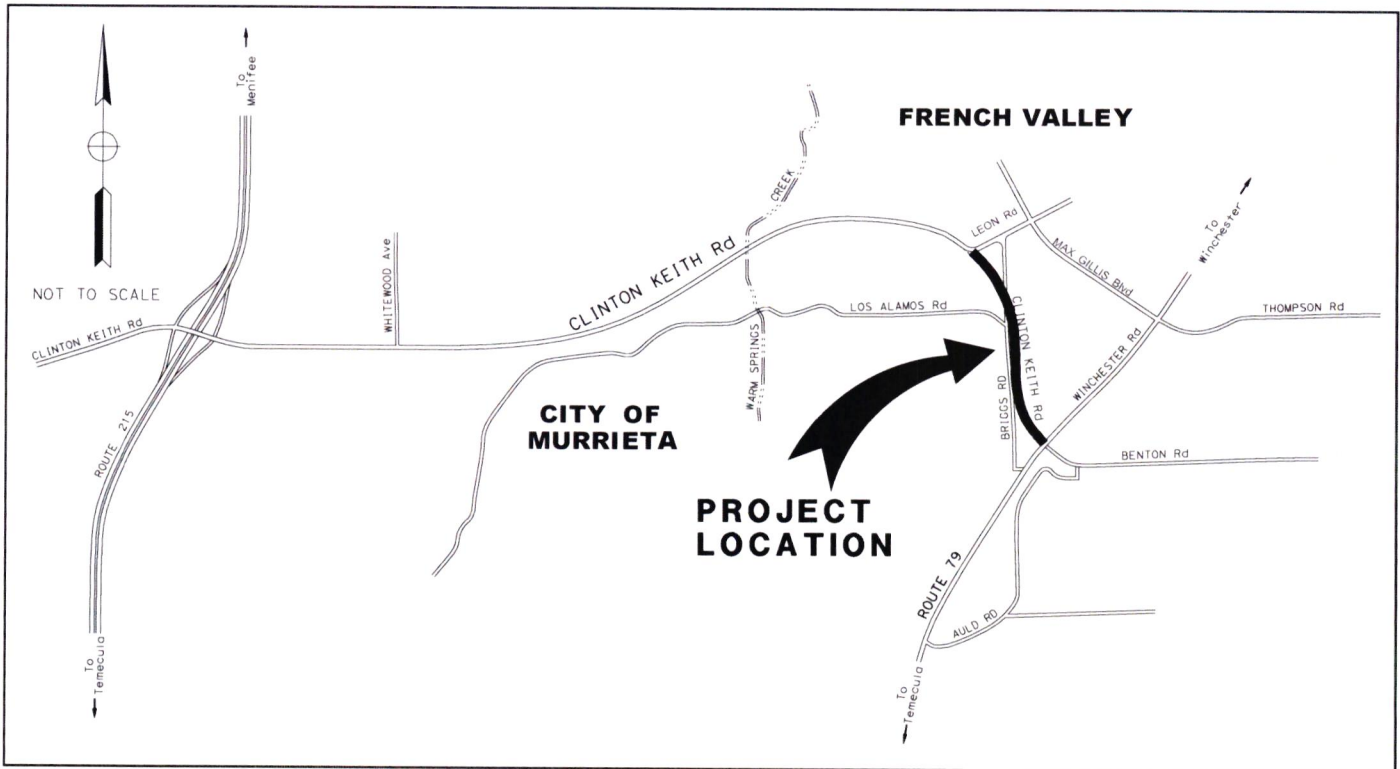 To
Menifee
FRENCH VALLEY
CREEK
LEON Rd
To
Winchester
MAX GILLIS Blvd
NOT TO SCALE
WHITEWOOD Ave
CLINTON KEITH Rd
CLINTON KEITH Rd
LOS ALAMOS Rd
THOMPSON Rd
CLINTON KEITH Rd
WINCHESTER Rd
WARM SPRINGS
BRIGGS RD
CITY OF
MURRIETA
ROUTE 215
BENTON Rd
PROJECT
LOCATION
ROUTE 79
AULD RD
To
Temecula
To
Temecula